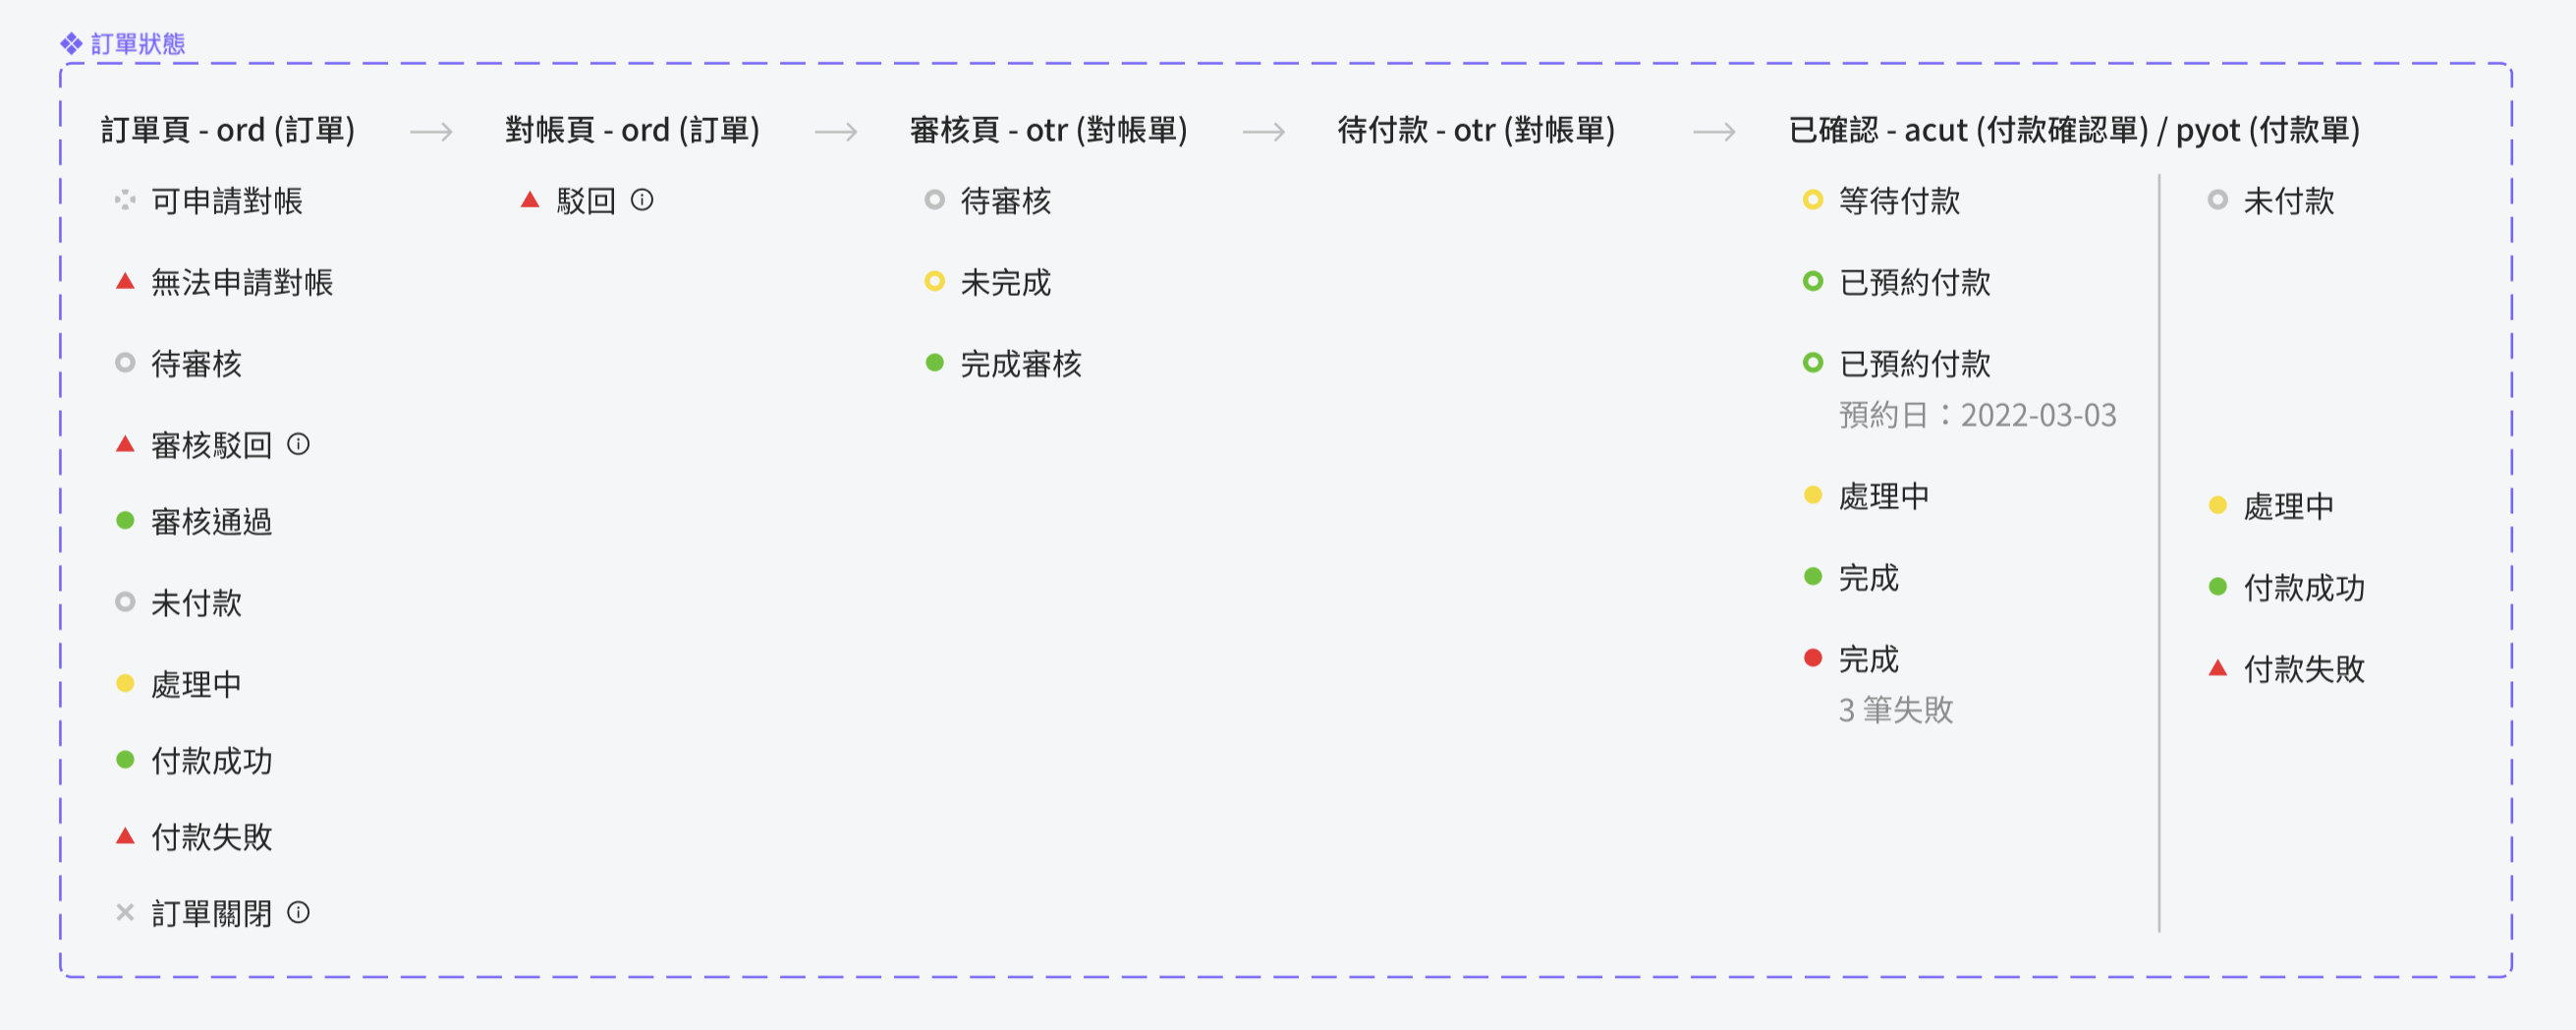 訂單狀態
訂單頁 - ord (訂單)
可申請對帳
無法申請對帳
待審核
審核駁回
審核通過
未付款
處理中
付款成功
付款失敗
訂單關閉
對帳頁 - ord (訂單)
駁回
審核頁 - otr (對帳單)
待審核
未完成
完成審核
待付款 - otr (對帳單)
已確認 - acut (付款確認單) / pyot (付款單)
等待付款
已預約付款
已預約付款
預約日：2022-03-03
處理中
完成
完成
3 筆失敗
未付款
處理中
付款成功
付款失敗